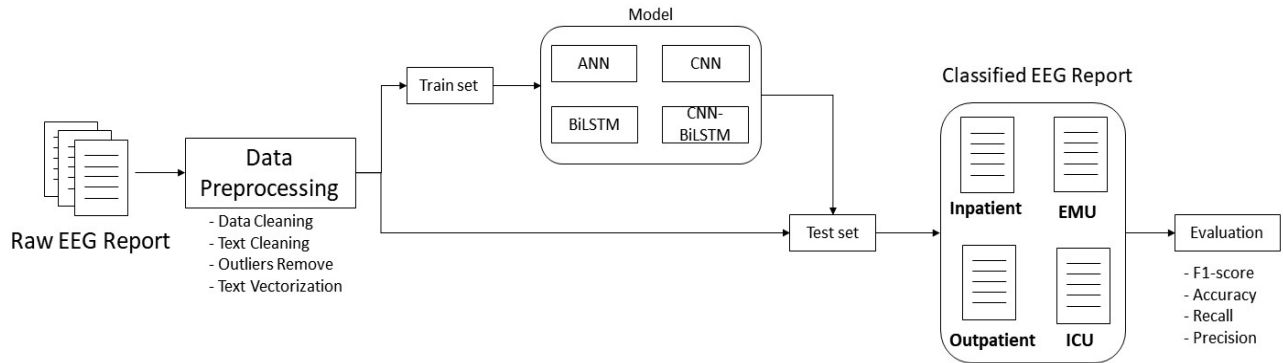 Raw EEG Report
Data
Preprocessing
- Data Cleaning
- Text Cleaning
- Outliers Remove
- Text Vectorization
Train set
Model
ANN
CNN
BiLSTM
CNN-
BiLSTM
Test set
Classified EEG Report
Inpatient
EMU
Outpatient
ICU
Evaluation
- F1-score
- Accuracy
- Recall
- Precision